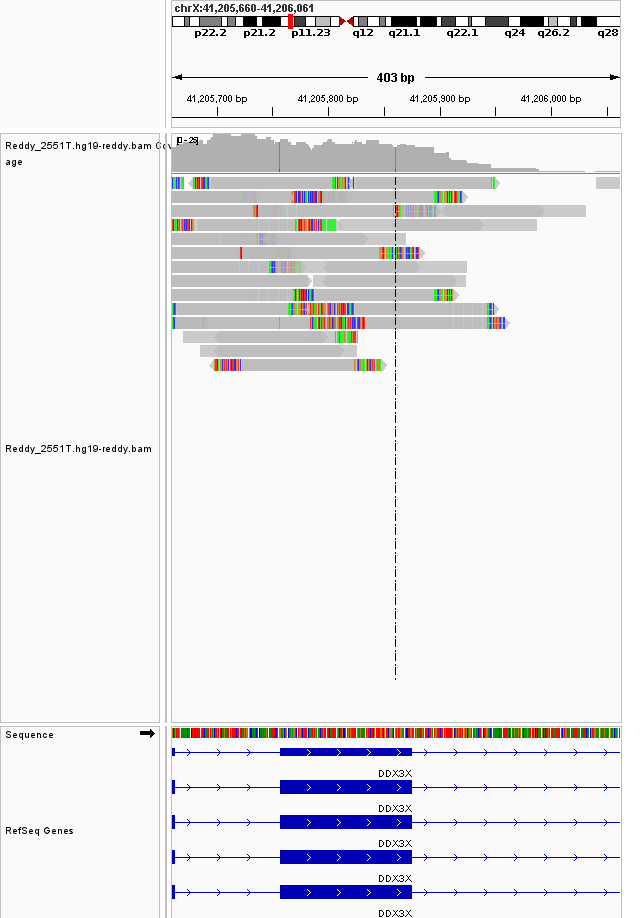 chrX:41,205,660-41,206,061
p22.2 p21.2 p11.23 q12 q21.1 q22.1 q24 q26.2 q28
403 bp
41,205,700 bp 41,205,800 bp 41,205,900 bp 41,206,000 bp
Reddy_2551T.hg19-reddy.bam
age
Reddy_2551T.hg19-reddy.bam
Sequence
DDX3X
DDX3X
RefSeq Genes
DDX3X
DDX3X
DDX3X